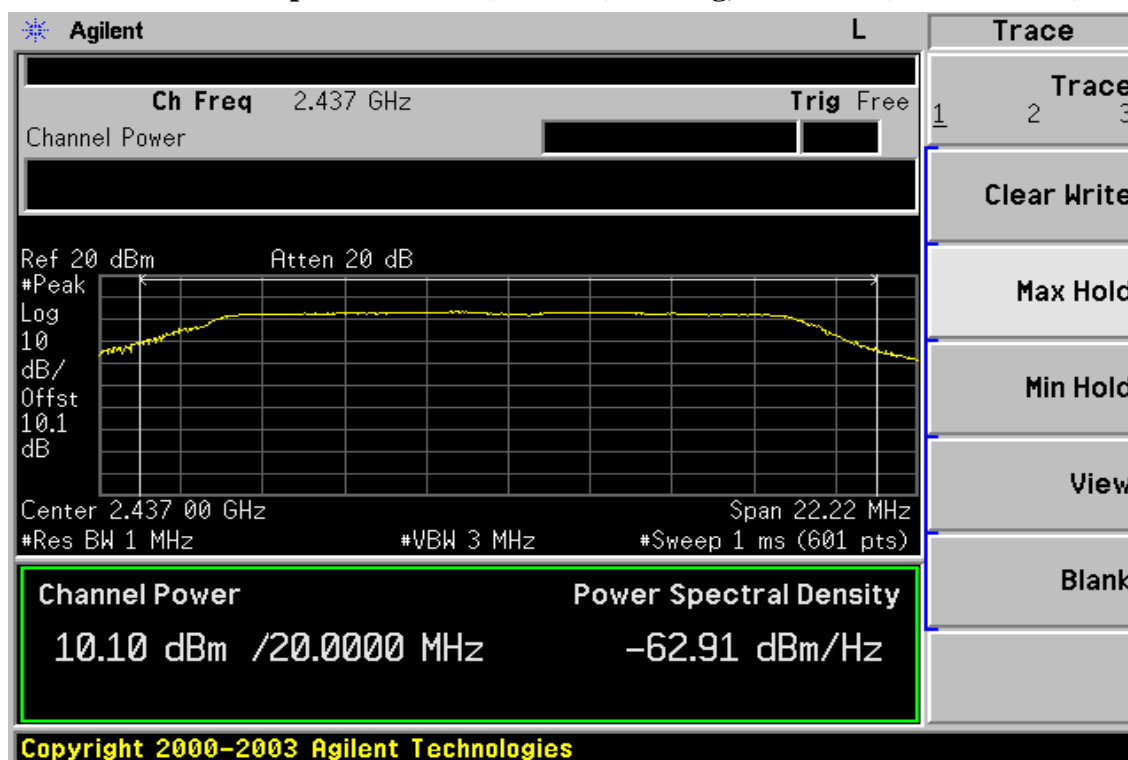 Agilent L Trace
Ch Freq 2.437 GHz Trig Free
Channel Power
Trace
1 2 3
Clear Write
Max Hold
Min Hold
View
Blank
Ref 20 dBm Atten 20 dB
#Peak
Log
10
dB/
Offst
10.1
dB
Center 2.437 00 GHz Span 22.22 MHz
#Res BW 1 MHz #VBW 3 MHz #Sweep 1 ms (601 pts)
Channel Power Power Spectral Density
10.10 dBm /20.0000 MHz -62.91 dBm/Hz
Copyright 2000-2003 Agilent Technologies